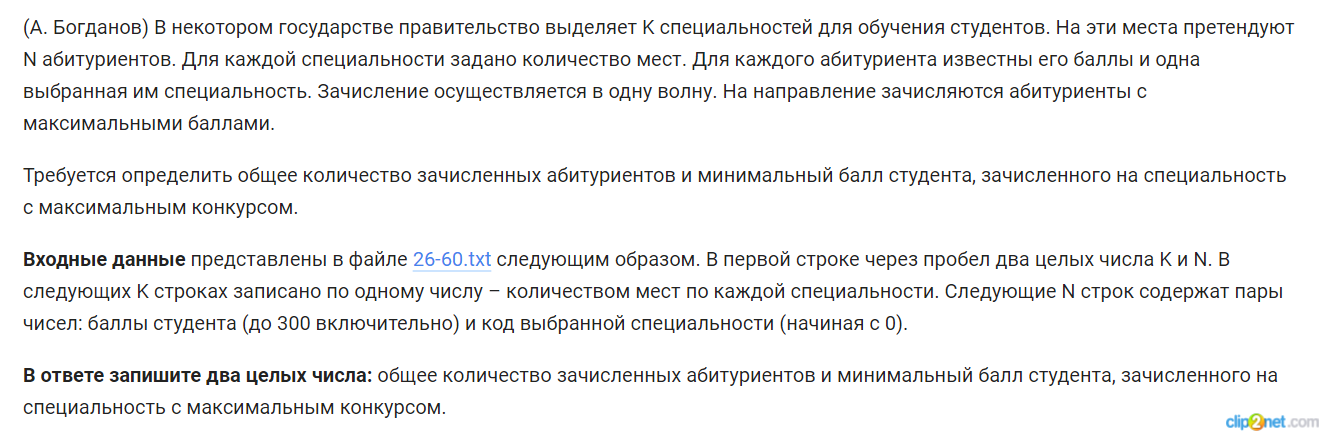 (А. Богданов) В некотором государстве правительство выделяет K специальностей для обучения студентов. На эти места претендуют
N абитуриентов. Для каждой специальности задано количество мест. Для каждого абитуриента известны его баллы и одна
выбранная им специальность. Зачисление осуществляется в одну волну. На направление зачисляются абитуриенты с
максимальными баллами.
Требуется определить общее количество зачисленных абитуриентов и минимальный балл студента, зачисленного на специальность
с максимальным конкурсом.
Входные данные представлены в файле 26-60.txt следующим образом. В первой строке через пробел два целых числа K и N. В
следующих K строках записано по одному числу – количеством мест по каждой специальности. Следующие N строк содержат пары
чисел: баллы студента (до 300 включительно) и код выбранной специальности (начиная с 0).
В ответе запишите два целых числа: общее количество зачисленных абитуриентов и минимальный балл студента, зачисленного на
специальность с максимальным конкурсом.
clip2net.com